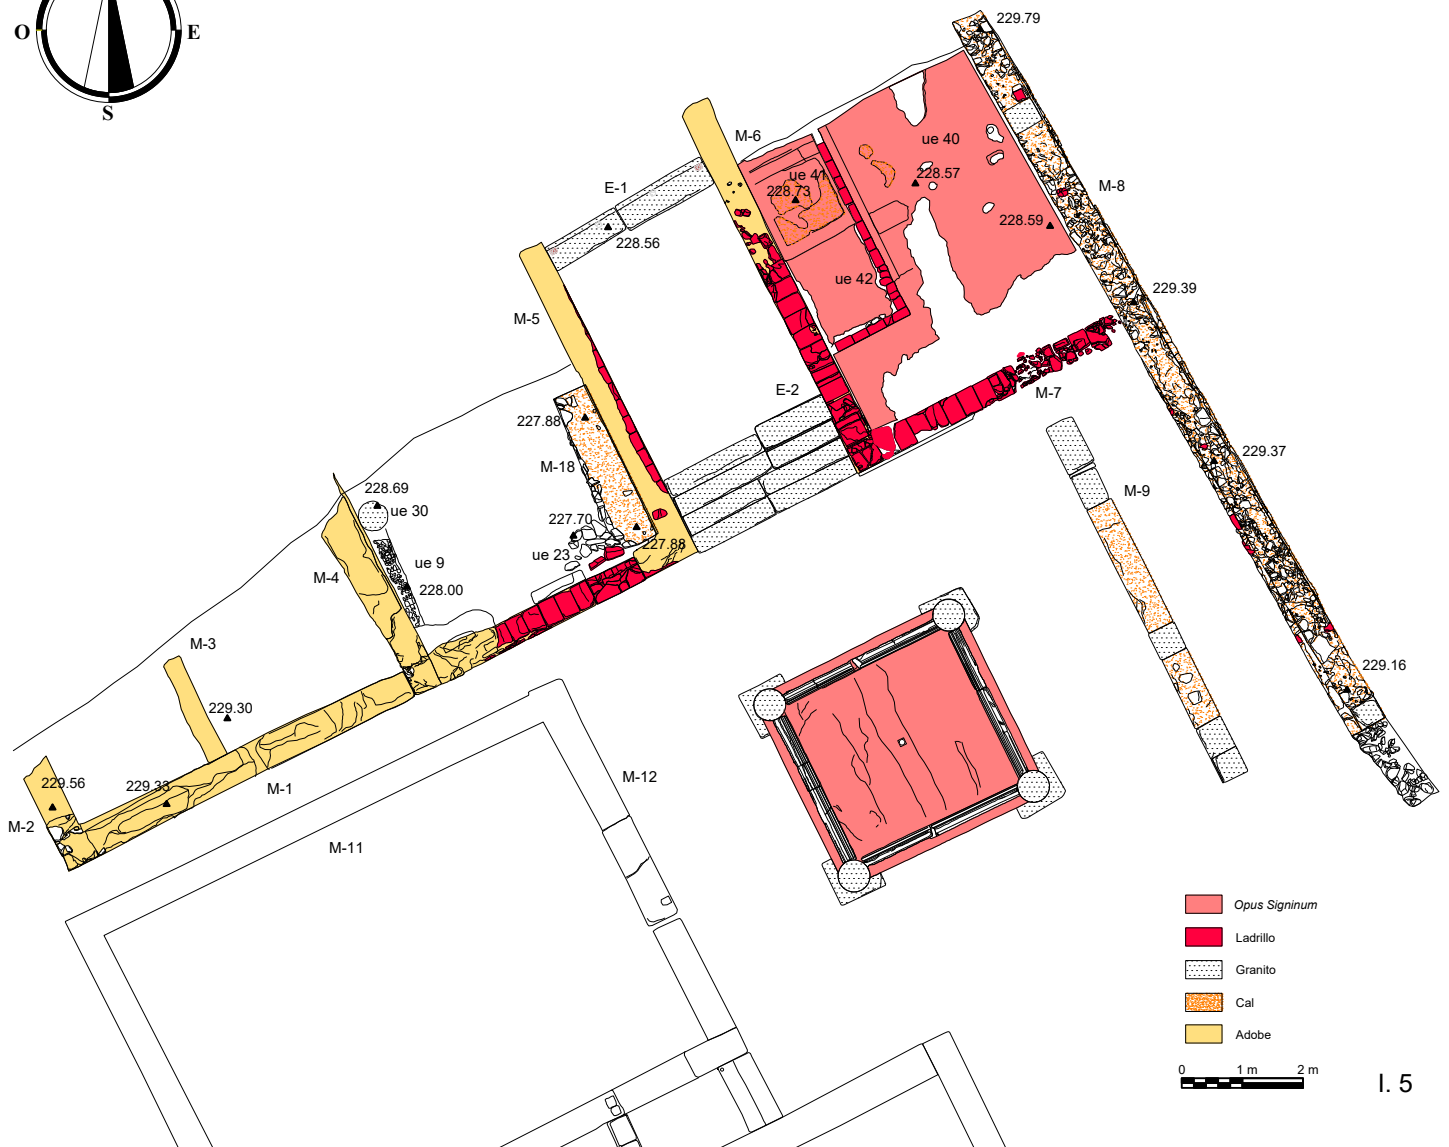 O
E
S
229.79
M-6
ue 40
E-1
ue 41
228.73
228.57
M-8
228.59
228.56
ue 42
229.39
M-5
E-2
M-7
227.88
M-18
229.37
228.69
ue 30
M-9
227.70
ue 23
227.88
ue 9
M-4
228.00
M-3
229.16
229.30
229.56
229.33
M-1
M-12
M-2
M-11
Opus Signinum
Ladrillo
Granito
Cal
Adobe
0 1 m 2 m
I. 5